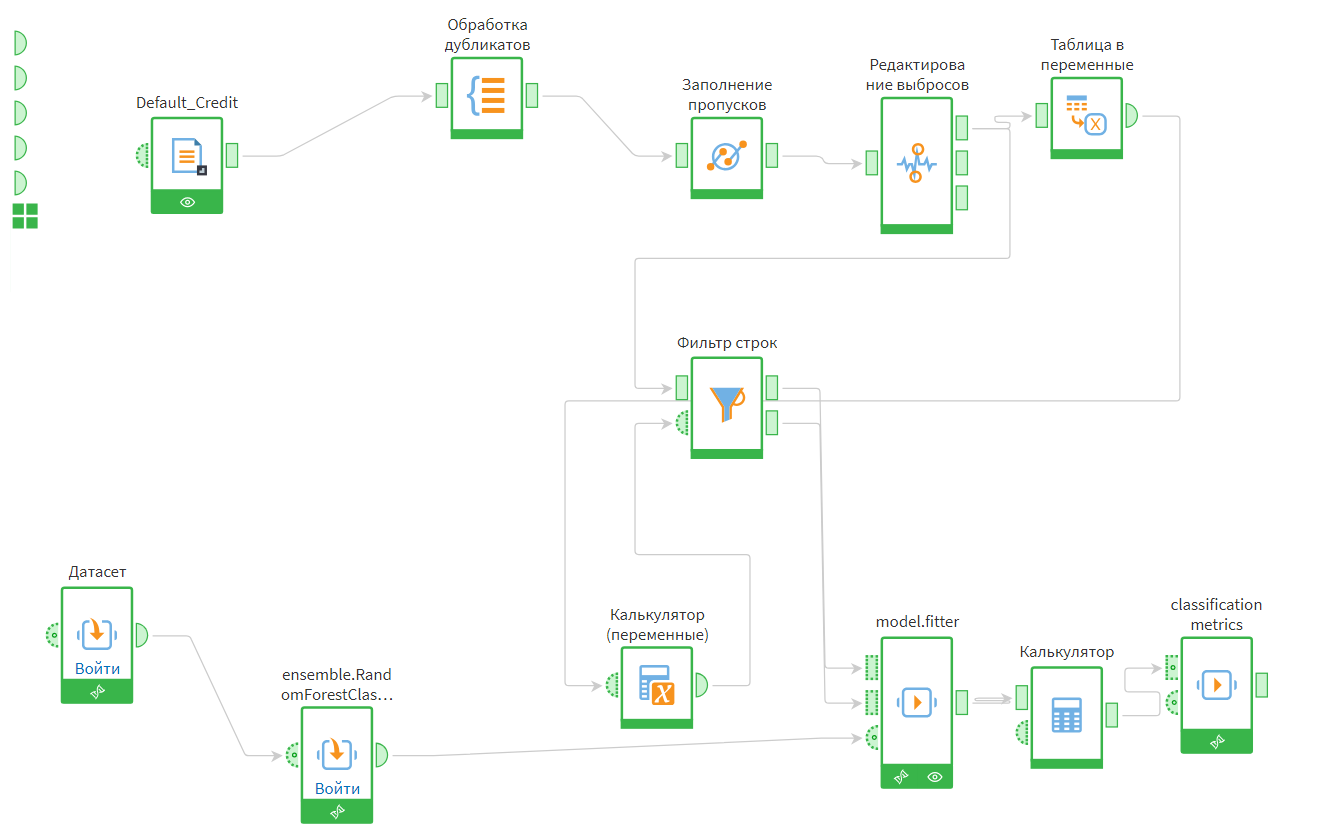 Обработка
дубликатов
Таблица в
переменные
Редактирова
ние выбросов
Заполнение
пропусков
Default_Credit
Фильтр строк
Датасет
Войти
classification
metrics
Калькулятор
(переменные)
model.fitter
Калькулятор
ensemble.Rand
omForestClas...
Войти